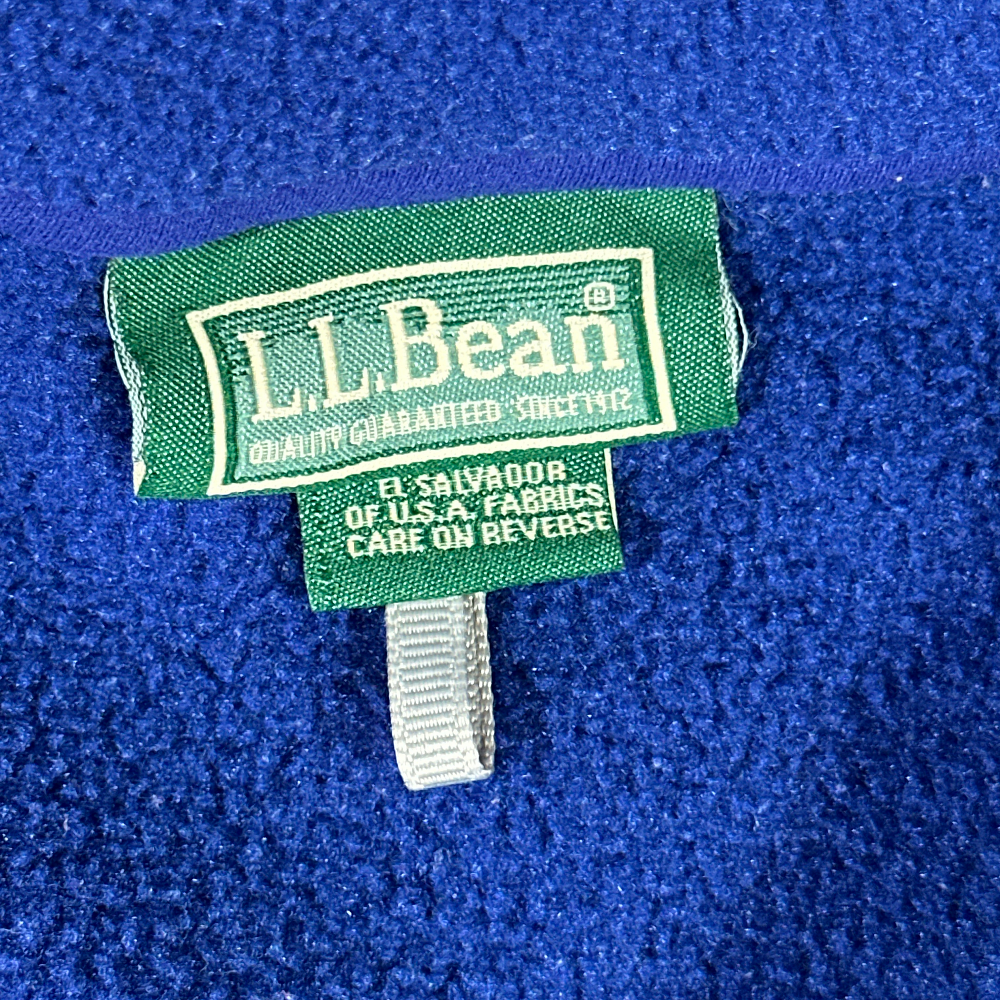 L.L.Bean®
QUALITY GUARANTEED SINCE 1912
EL SALVADOR
OF U.S.A. FABRICS
CARE ON REVERSE